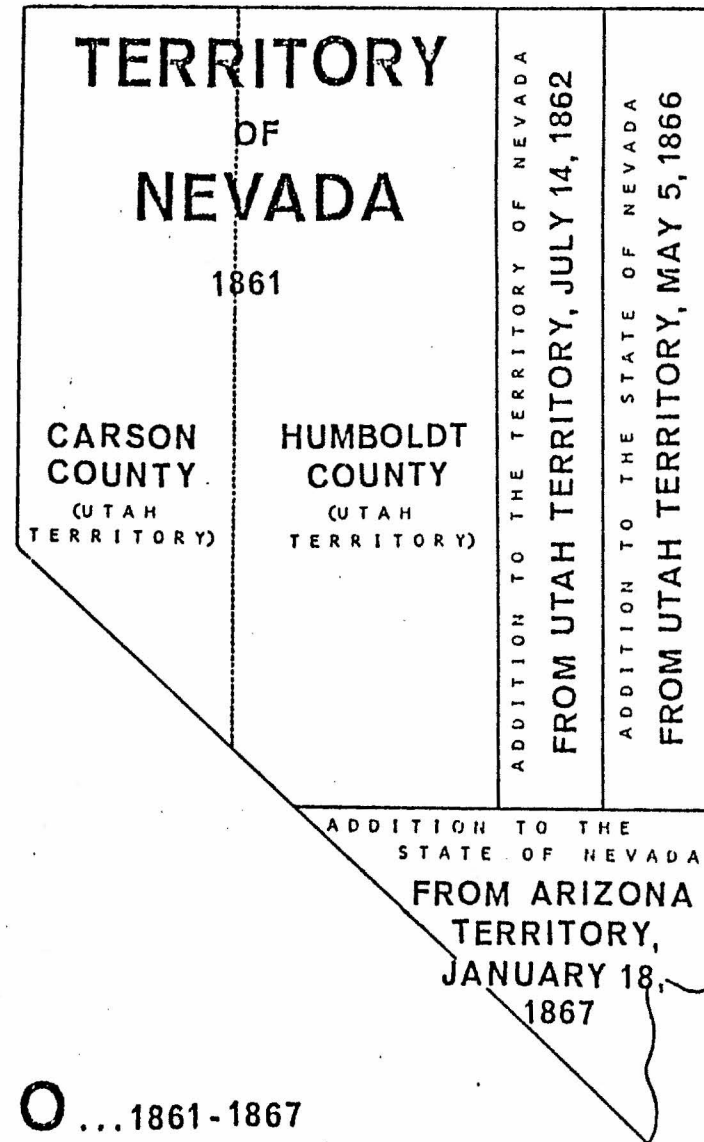 TERRITORY
OF
NEVADA
1861
CARSON
COUNTY
(UTAH
TERRITORY)
HUMBOLDT
COUNTY
(UTAH
TERRITORY)
ADDITION TO THE TERRITORY OF NEVADA
FROM UTAH TERRITORY, JULY 14, 1862
ADDITION TO THE STATE OF NEVADA
FROM UTAH TERRITORY, MAY 5, 1866
ADDITION TO THE
STATE OF NEVADA
FROM ARIZONA
TERRITORY,
JANUARY 18,
1867
O ...1861-1867